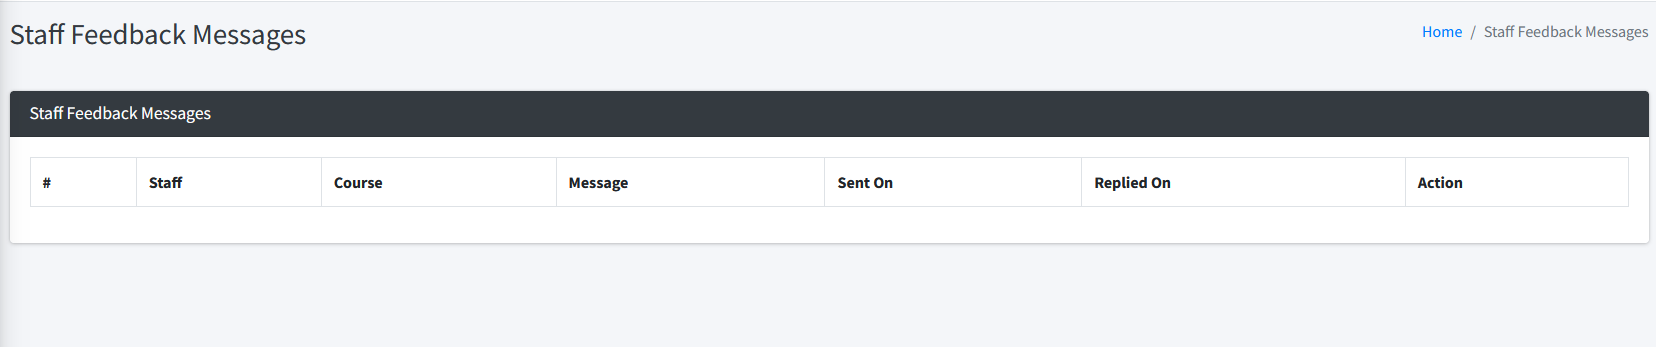 Staff Feedback Messages
Home / Staff Feedback Messages
Staff Feedback Messages
# Staff Course Message Sent On Replied On Action